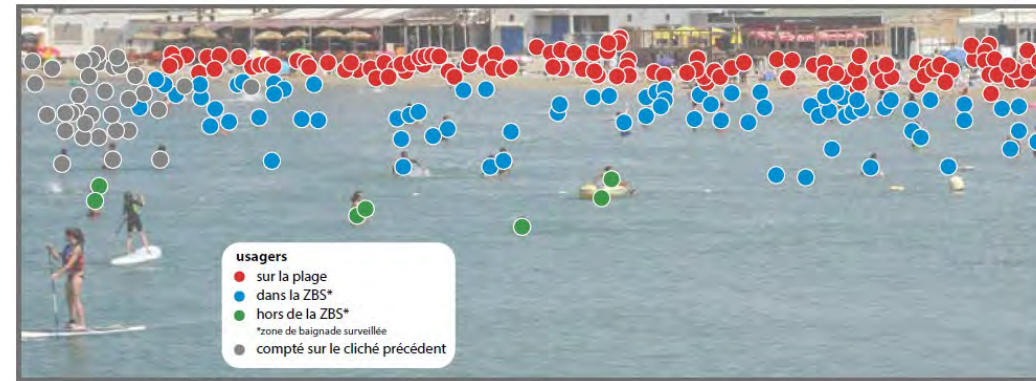 usagers
sur la plage
dans la ZBS*
hors de la ZBS*
*zone de baignade surveillée
compté sur le cliché précédent